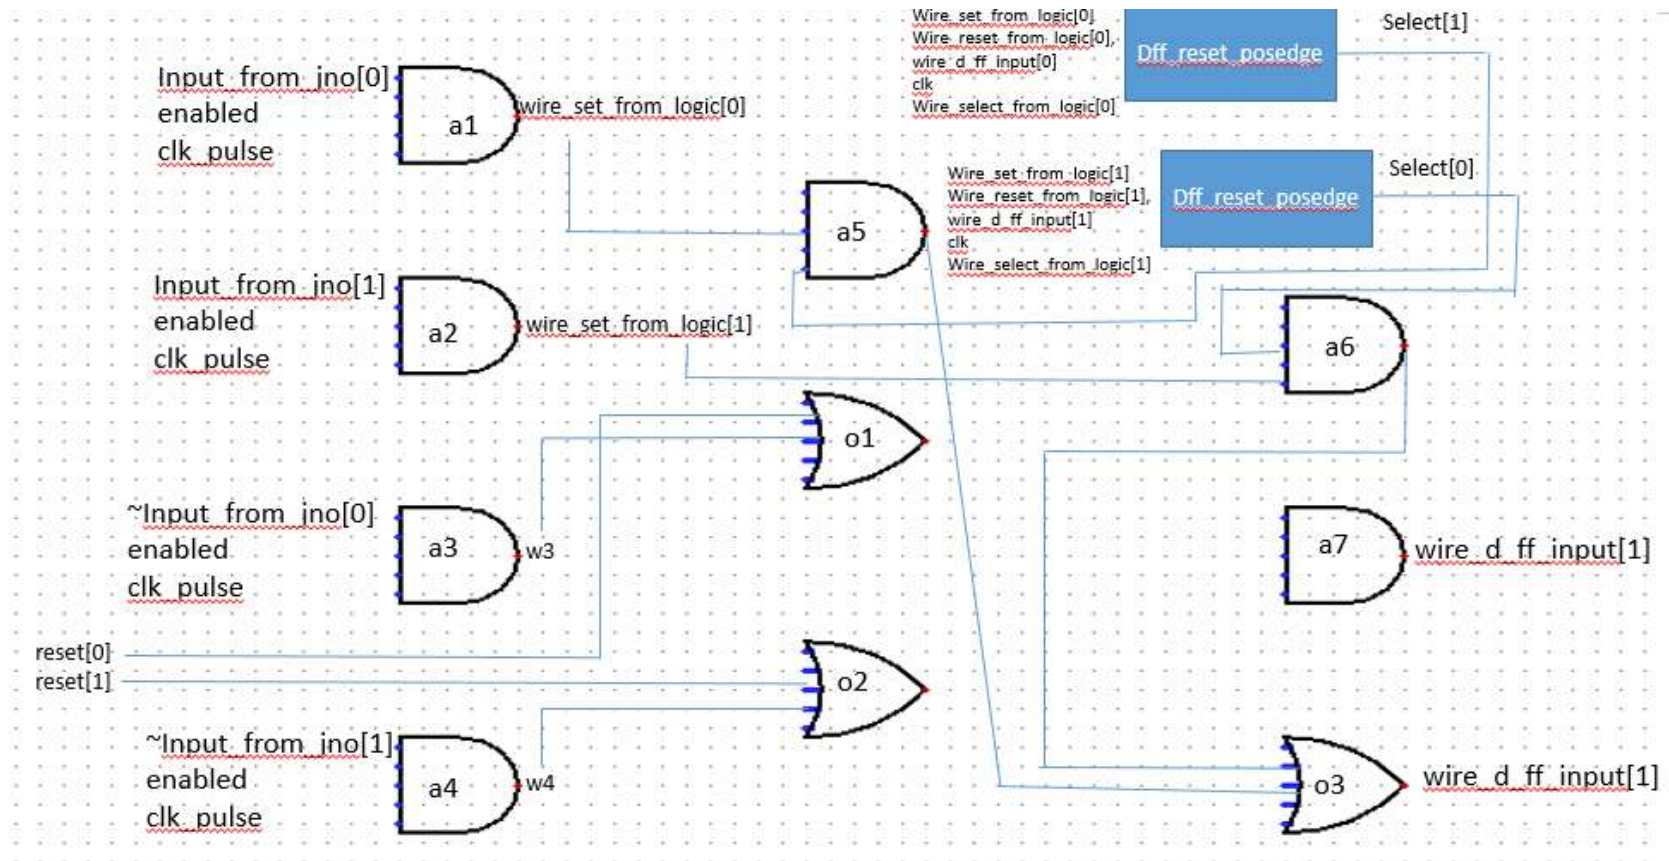 Wire_set_from_logic[0]
Wire_reset_from_logic[0],
wire_d_ff_input[0]
clk
Wire_select_from_logic[0]
Dff_reset_posedge
Select[1]
Input_from_jno[0]
enabled
clk_pulse
a1
wire_set_from_logic[0]
Wire_set_from_logic[1]
Wire_reset_from_logic[1],
wire_d_ff_input[1]
clk
Wire_select_from_logic[1]
Dff_reset_posedge
Select[0]
a5
Input_from_jno[1]
enabled
clk_pulse
a2
wire_set_from_logic[1]
a6
o1
~Input_from_jno[0]
enabled
clk_pulse
a3
w3
a7
wire_d_ff_input[1]
reset[0]
reset[1]
o2
~Input_from_jno[1]
enabled
clk_pulse
a4
w4
o3
wire_d_ff_input[1]